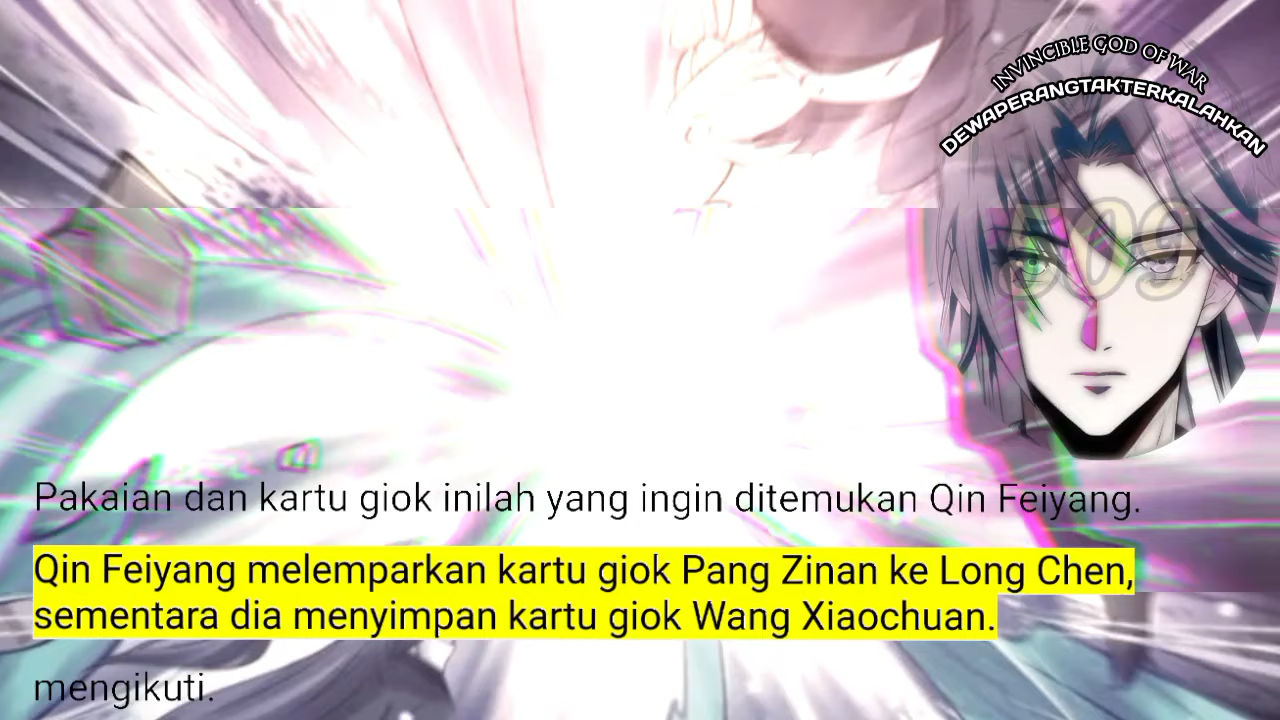 INVINCIBLE GOD OF WAR
DEWAPERANGTAKTERKALAHKAN
509
Pakaian dan kartu giok inilah yang ingin ditemukan Qin Feiyang.
Qin Feiyang melemparkan kartu giok Pang Zinan ke Long Chen,
sementara dia menyimpan kartu giok Wang Xiaochuan.
mengikuti.